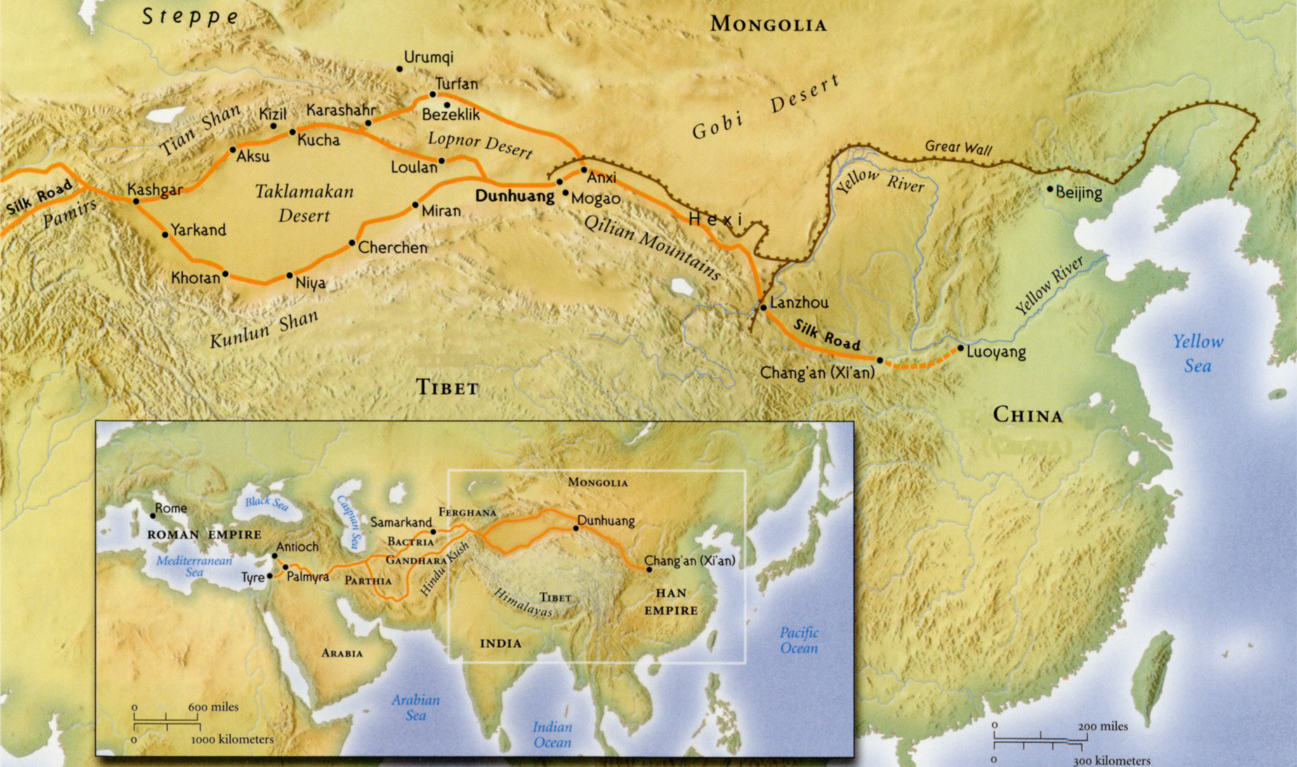 Steppe
MONGOLIA
Urumqi
Turfan
Gobi Desert
Tian Shan
Kizil
Karashahr
Bezeklik
Kucha
Lopnor Desert
Great Wall
Aksu
Loulan
Anxi
Yellow River
Silk Road
Kashgar
Taklamakan
Desert
Dunhuang
Mogao
Beijing
Pamirs
Miran
Hexi
Yarkand
Qilian Mountains
Cherchen
Khotan
Niya
Yellow River
Kunlun Shan
Lanzhou
Silk Road
Yellow
Sea
Luoyang
Chang'an (Xi'an)
TIBET
CHINA
MONGOLIA
Rome
Black Sea
Caspian Sea
FERGHANA
Samarkand
Dunhuang
ROMAN EMPIRE
BACTRIA
Antioch
Mediterranean
Sea
GANDHARA
Hindu Kush
Chang'an (Xi'an)
Tyre
Palmyra
PARTHIA
Himalayas
TIBET
HAN
EMPIRE
INDIA
ARABIA
Pacific
Ocean
Arabian
Sea
0 600 miles
0 1000 kilometers
Indian
Ocean
0 200 miles
0 300 kilometers